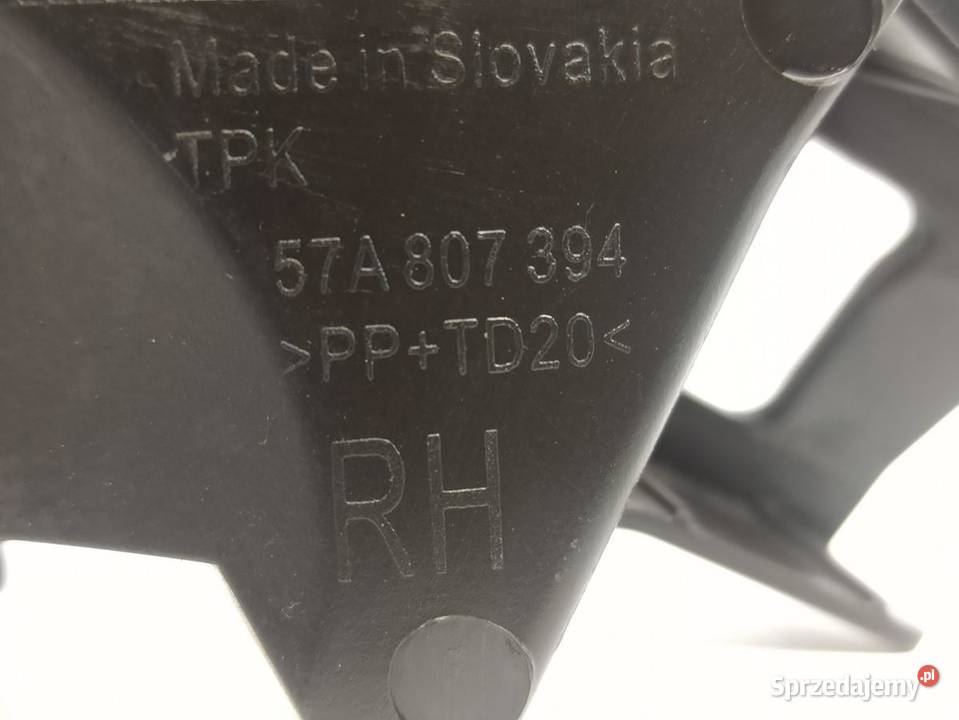 Made in Slovakia
TPK
57A 807 394
>PP+TD20<
RH
Sprzedajemy.pl